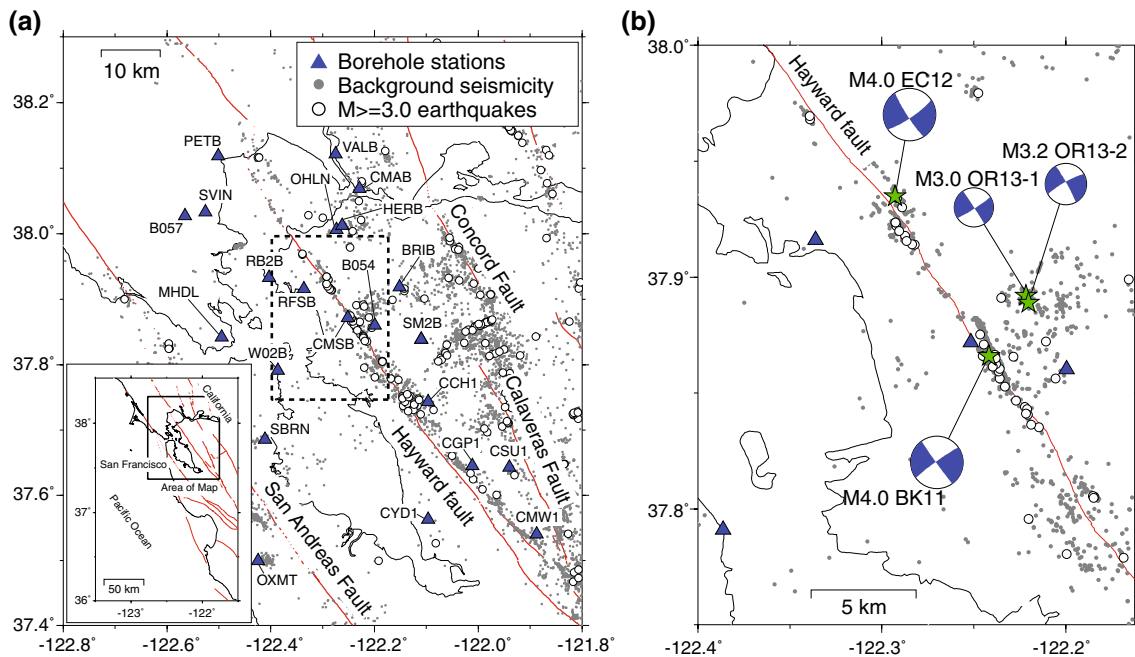 (a)
10 km
Borehole stations
Background seismicity
M>=3.0 earthquakes
38.2˚
38.0˚
37.8˚
37.6˚
37.4˚
-122.8
-122.6
-122.4
-122.2
-122.0
-121.8
PETB
VALB
OHLN
CMAB
SVIN
HERB
B057
RB2B
B054
BRIB
MHDL
RFSB
CMSB
SM2B
W02B
CCH1
SBRN
CGP1
CSU1
CYD1
CMW1
OXMT
Concord Fault
Calaveras Fault
Hayward fault
San Andreas Fault
38˚
37˚
36˚
-123
-122
California
San Francisco
Area of Map
Pacific Ocean
50 km
(b)
38.0˚
37.9˚
37.8˚
-122.4
-122.3
-122.2
Hayward fault
M4.0 EC12
M3.2 OR13-2
M3.0 OR13-1
M4.0 BK11
5 km